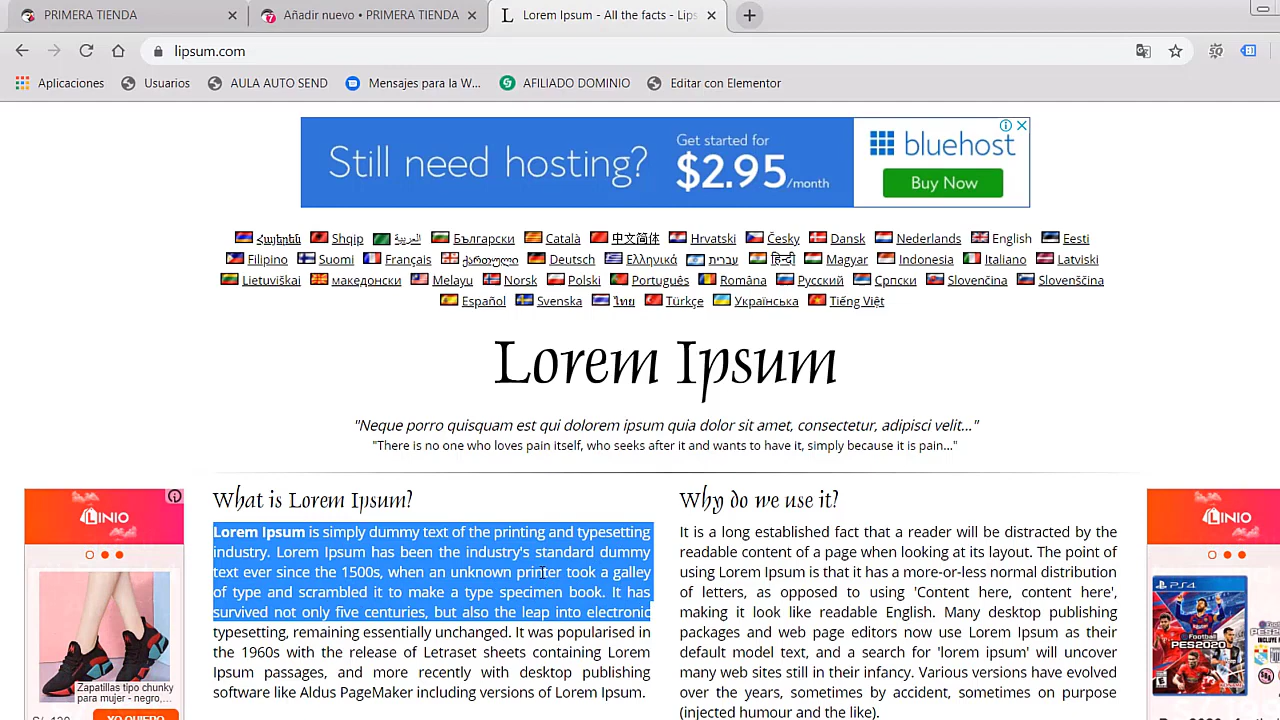 PRIMERA TIENDA
Añadir nuevo • PRIMERA TIENDA
Lorem Ipsum - All the facts - Lips
lipsum.com
Aplicaciones Usuarios AULA AUTO SEND Mensajes para la W... AFILIADO DOMINIO Editar con Elementor
Still need hosting? Get started for $2.95/month bluehost Buy Now
Հայերեն Shqip العربية Български Català 中文简体 Hrvatski Česky Dansk Nederlands English Eesti
Filipino Suomi Français ქართული Deutsch Ελληνικά עברית हिन्दी Magyar Indonesia Italiano Latviski
Lietuviškai македонски Melayu Norsk Polski Português Româna Русский Српски Slovenčina Slovenščina
Español Svenska ไทย Türkçe Українська Tiếng Việt
Lorem Ipsum
"Neque porro quisquam est qui dolorem ipsum quia dolor sit amet, consectetur, adipisci velit..."
"There is no one who loves pain itself, who seeks after it and wants to have it, simply because it is pain..."
LINIO
Zapatillas tipo chunky
para mujer - negro,...
YO QUIERO
What is Lorem Ipsum?
Lorem Ipsum is simply dummy text of the printing and typesetting
industry. Lorem Ipsum has been the industry's standard dummy
text ever since the 1500s, when an unknown printer took a galley
of type and scrambled it to make a type specimen book. It has
survived not only five centuries, but also the leap into electronic
typesetting, remaining essentially unchanged. It was popularised in
the 1960s with the release of Letraset sheets containing Lorem
Ipsum passages, and more recently with desktop publishing
software like Aldus PageMaker including versions of Lorem Ipsum.
Why do we use it?
It is a long established fact that a reader will be distracted by the
readable content of a page when looking at its layout. The point of
using Lorem Ipsum is that it has a more-or-less normal distribution
of letters, as opposed to using 'Content here, content here',
making it look like readable English. Many desktop publishing
packages and web page editors now use Lorem Ipsum as their
default model text, and a search for 'lorem ipsum' will uncover
many web sites still in their infancy. Various versions have evolved
over the years, sometimes by accident, sometimes on purpose
(injected humour and the like).
LINIO
PES2020